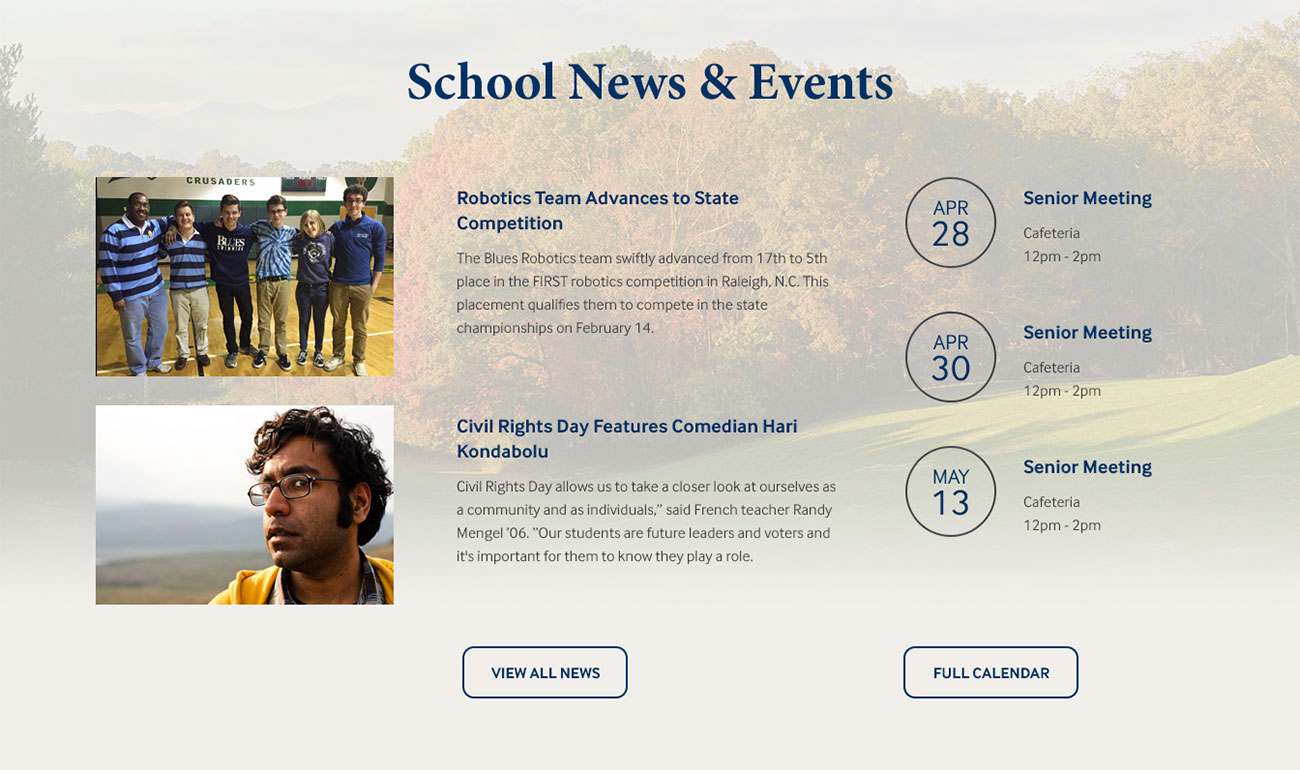 School News & Events
CRUSADERS
BLUES
Robotics Team Advances to State
Competition
The Blues Robotics team swiftly advanced from 17th to 5th
place in the FIRST robotics competition in Raleigh, N.C. This
placement qualifies them to compete in the state
championships on February 14.
Civil Rights Day Features Comedian Hari
Kondabolu
Civil Rights Day allows us to take a closer look at ourselves as
a community and as individuals,” said French teacher Randy
Mengel ’06. “Our students are future leaders and voters and
it's important for them to know they play a role.
VIEW ALL NEWS
APR
28
Senior Meeting
Cafeteria
12pm - 2pm
APR
30
Senior Meeting
Cafeteria
12pm - 2pm
MAY
13
Senior Meeting
Cafeteria
12pm - 2pm
FULL CALENDAR